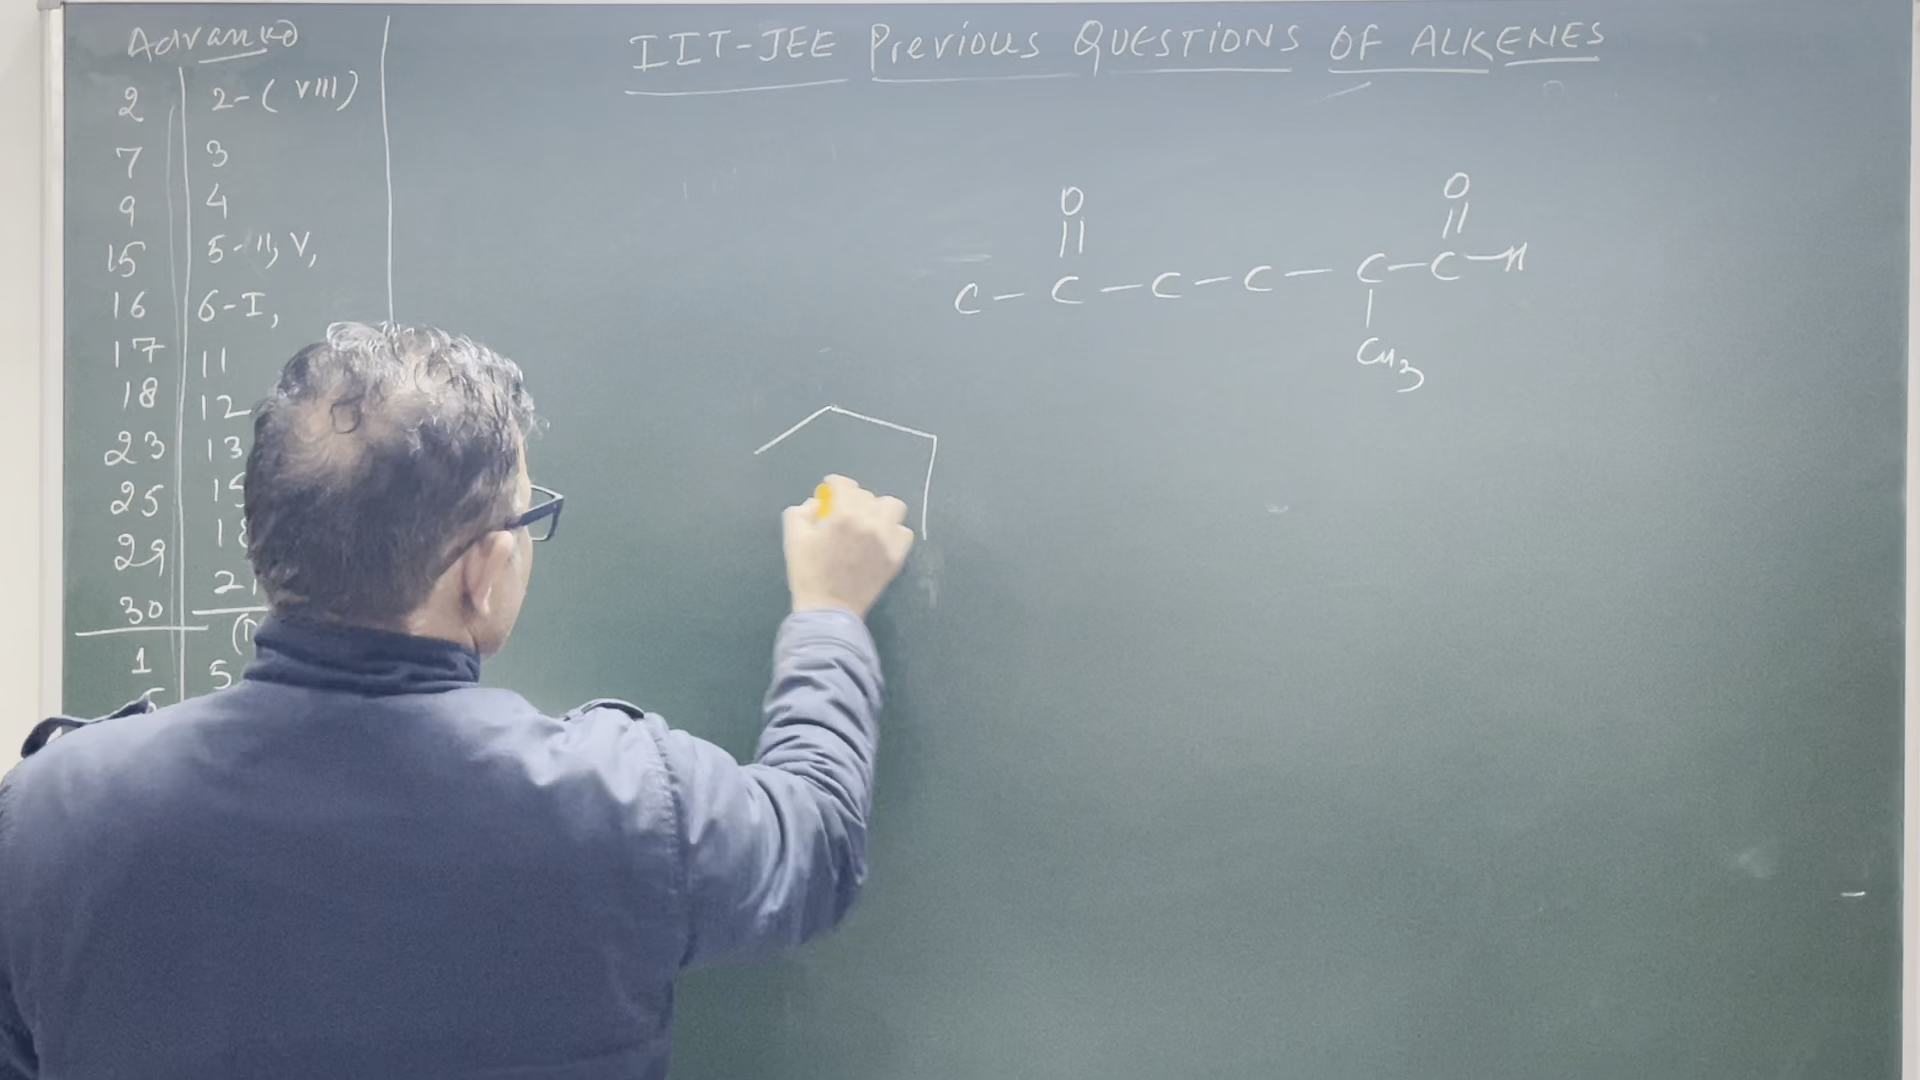 Advanced
IIT-JEE Previous QUESTIONS OF ALKENES
2 2-(VIII)
7 3
9 4
15 5-II, V,
16 6-I,
17 11
18 12
23 13
25
29
30 21
1 5
O O
|| ||
C-C-C-C-C-C-H
|
CH3